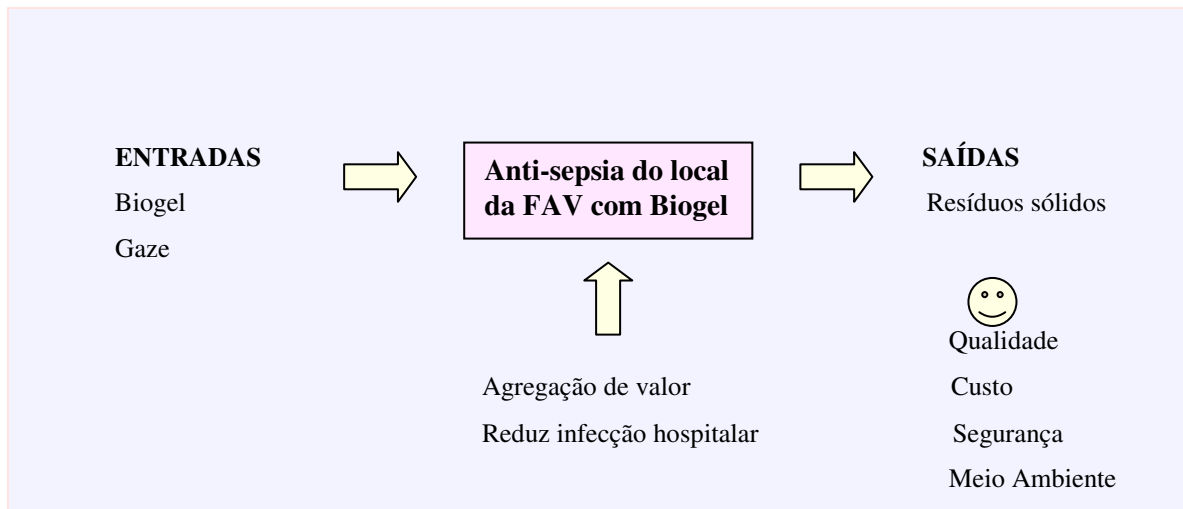 ENTRADAS
Biogel
Gaze
Anti-sepsia do local
da FAV com Biogel
Agregação de valor
Reduz infecção hospitalar
SAÍDAS
Resíduos sólidos
Qualidade
Custo
Segurança
Meio Ambiente